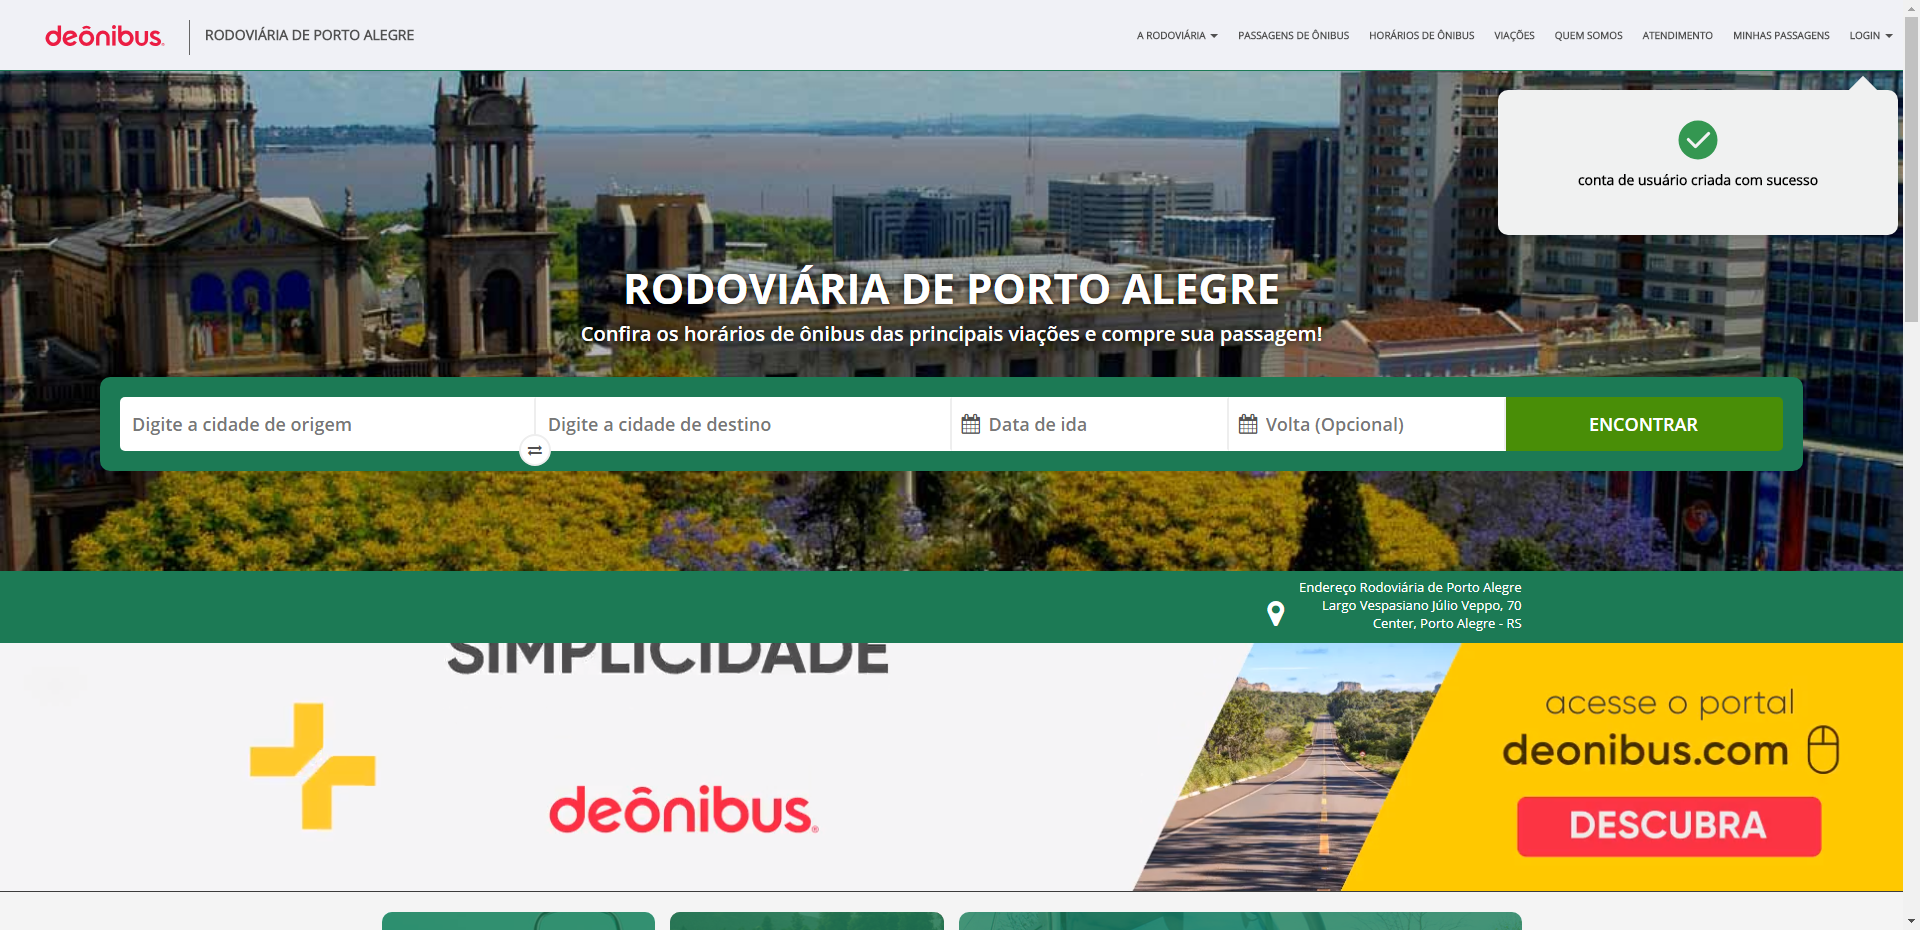 deônibus
RODOVIÁRIA DE PORTO ALEGRE
A RODOVIÁRIA
PASSAGENS DE ÔNIBUS
HORÁRIOS DE ÔNIBUS
VIAÇÕES
QUEM SOMOS
ATENDIMENTO
MINHAS PASSAGENS
LOGIN
conta de usuário criada com sucesso
RODOVIÁRIA DE PORTO ALEGRE
Confira os horários de ônibus das principais viações e compre sua passagem!
Digite a cidade de origem
Digite a cidade de destino
Data de ida
Volta (Opcional)
ENCONTRAR
Endereço Rodoviária de Porto Alegre
Largo Vespasiano Júlio Veppo, 70
Center, Porto Alegre - RS
SIMPLICIDADE
deônibus®
acesse o portal
deonibus.com
DESCUBRA